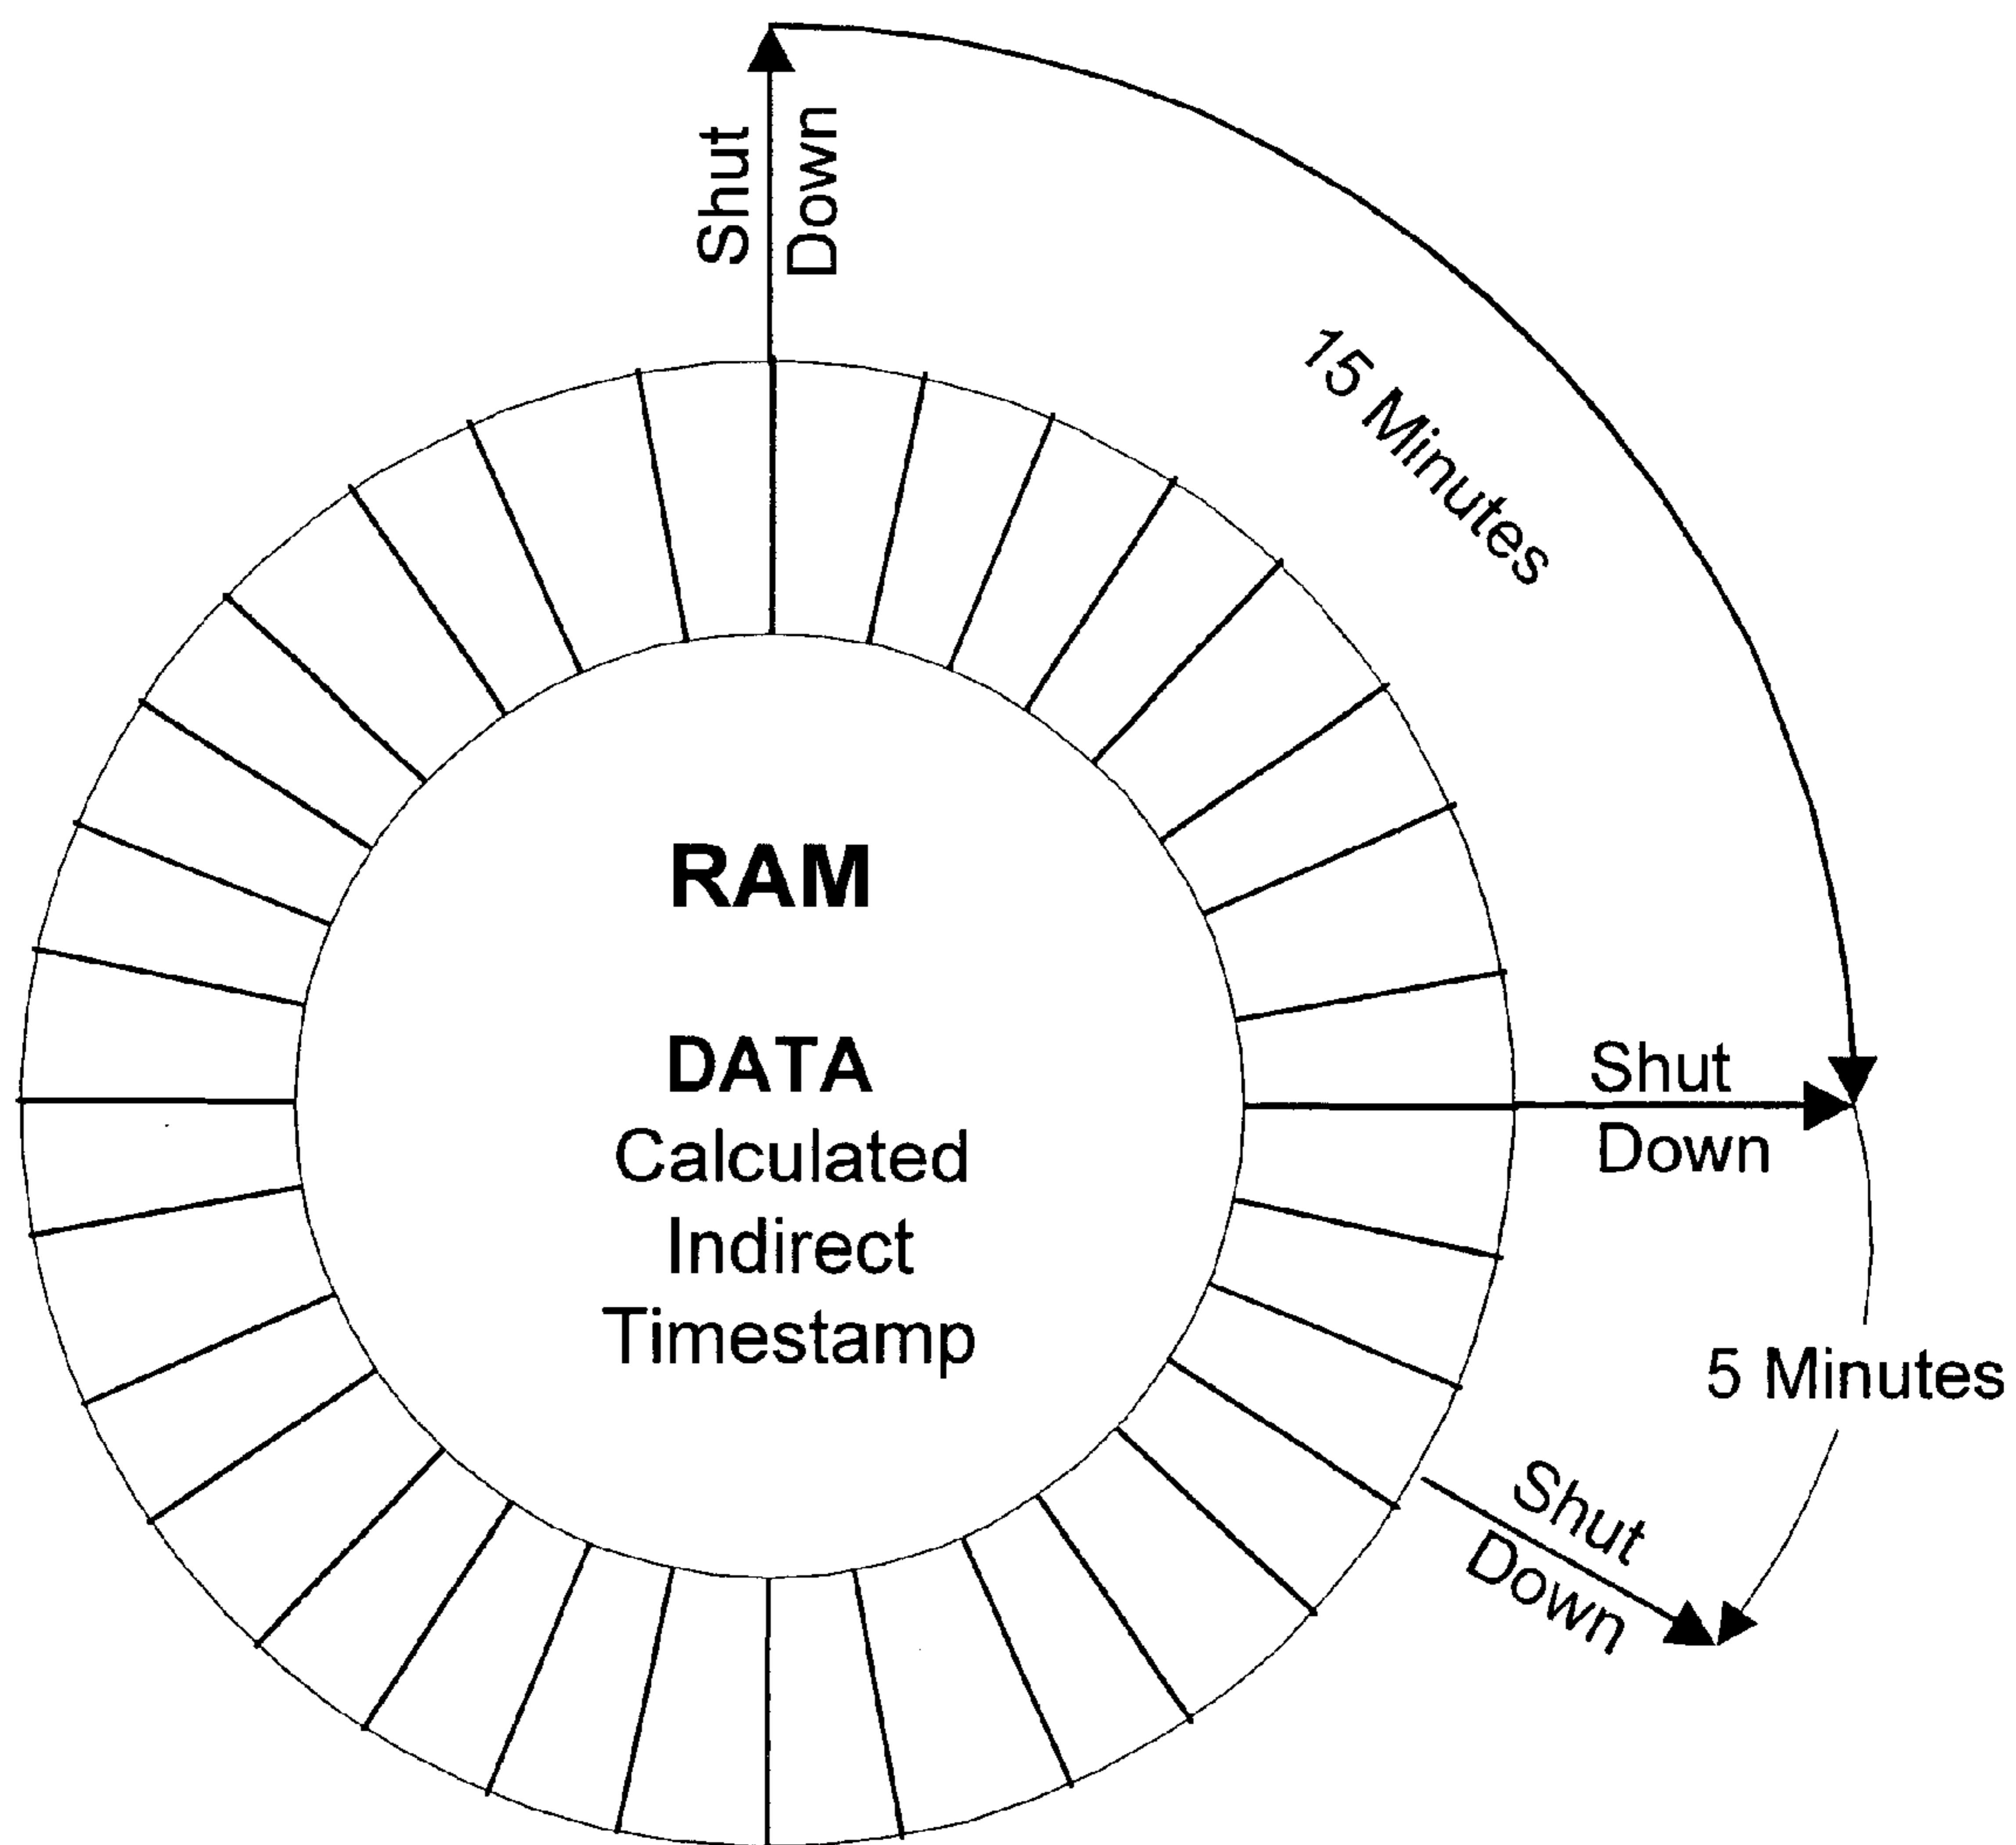 Shut
Down
15 Minutes
RAM
DATA
Calculated
Indirect
Timestamp
Shut
Down
5 Minutes
Shut
Down